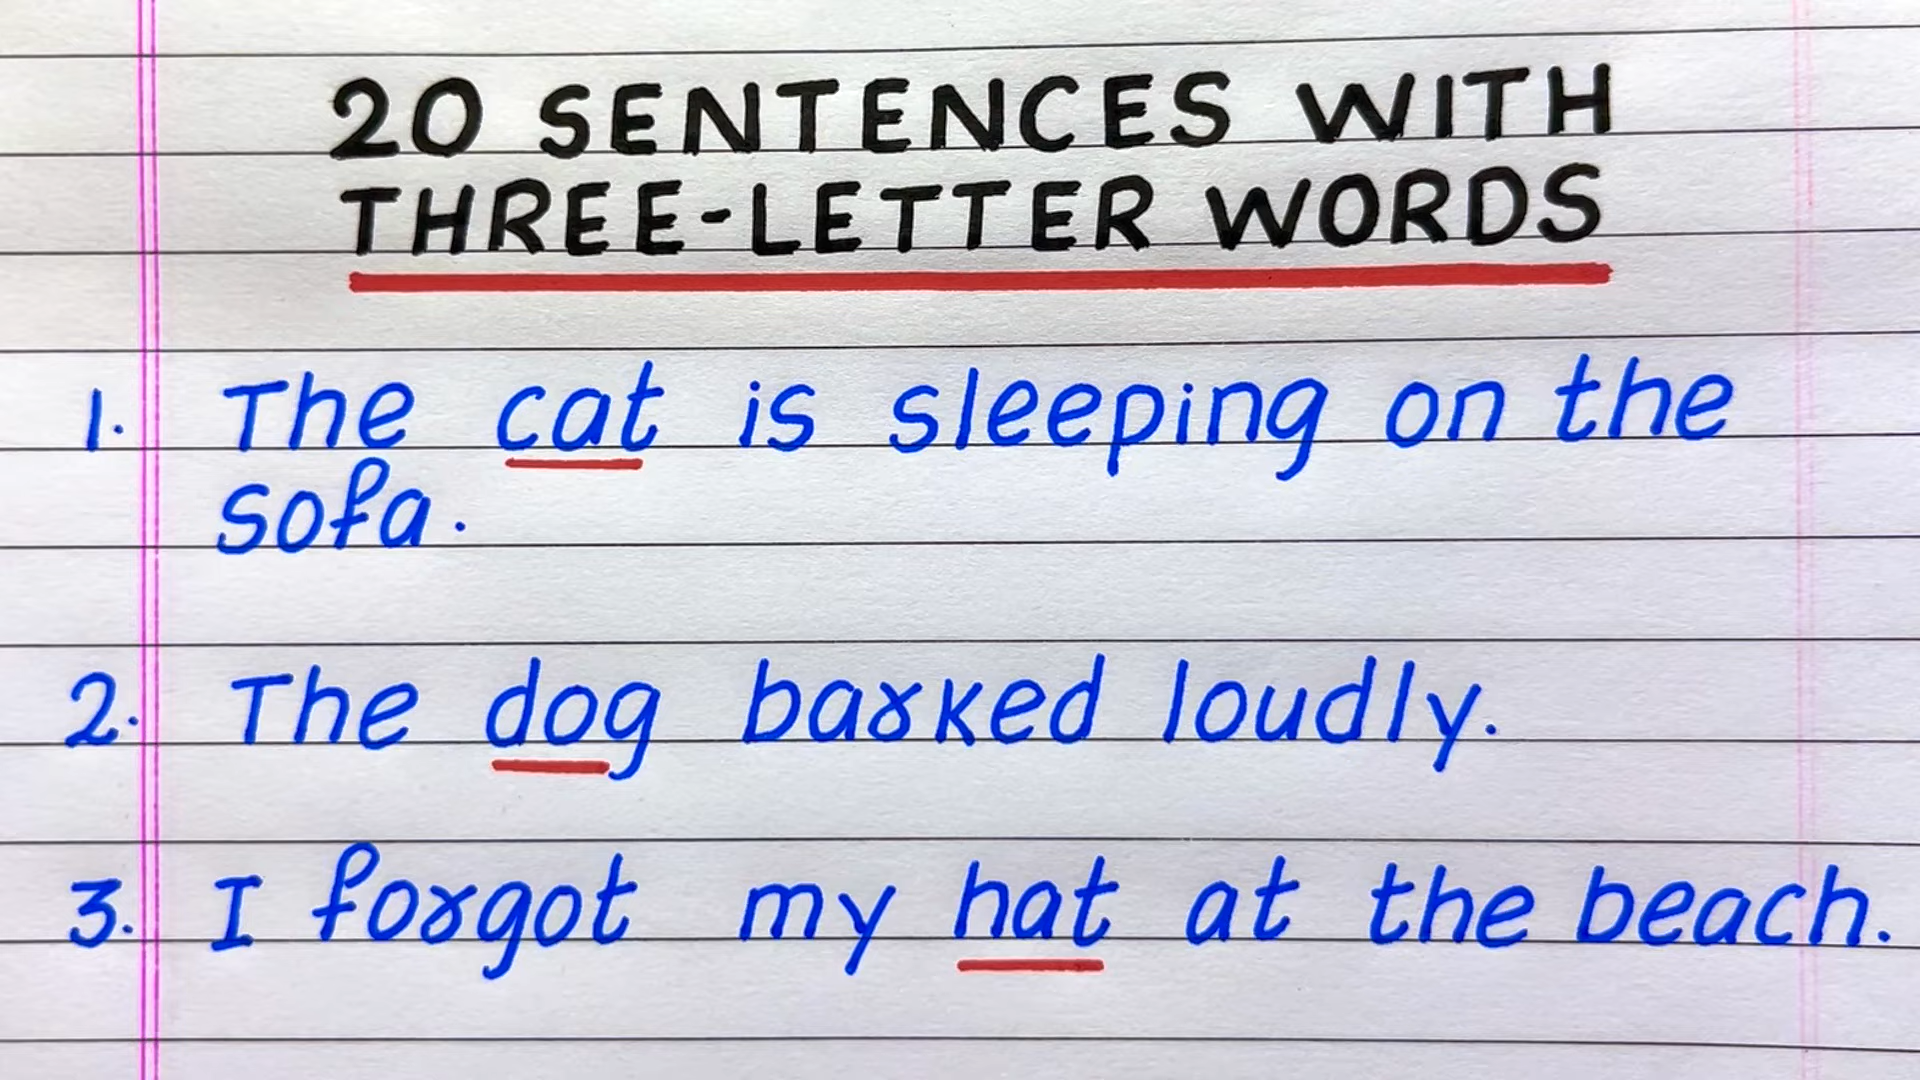 20 SENTENCES WITH
THREE-LETTER WORDS
1. The cat is sleeping on the
sofa.
2. The dog barked loudly.
3. I forgot my hat at the beach.